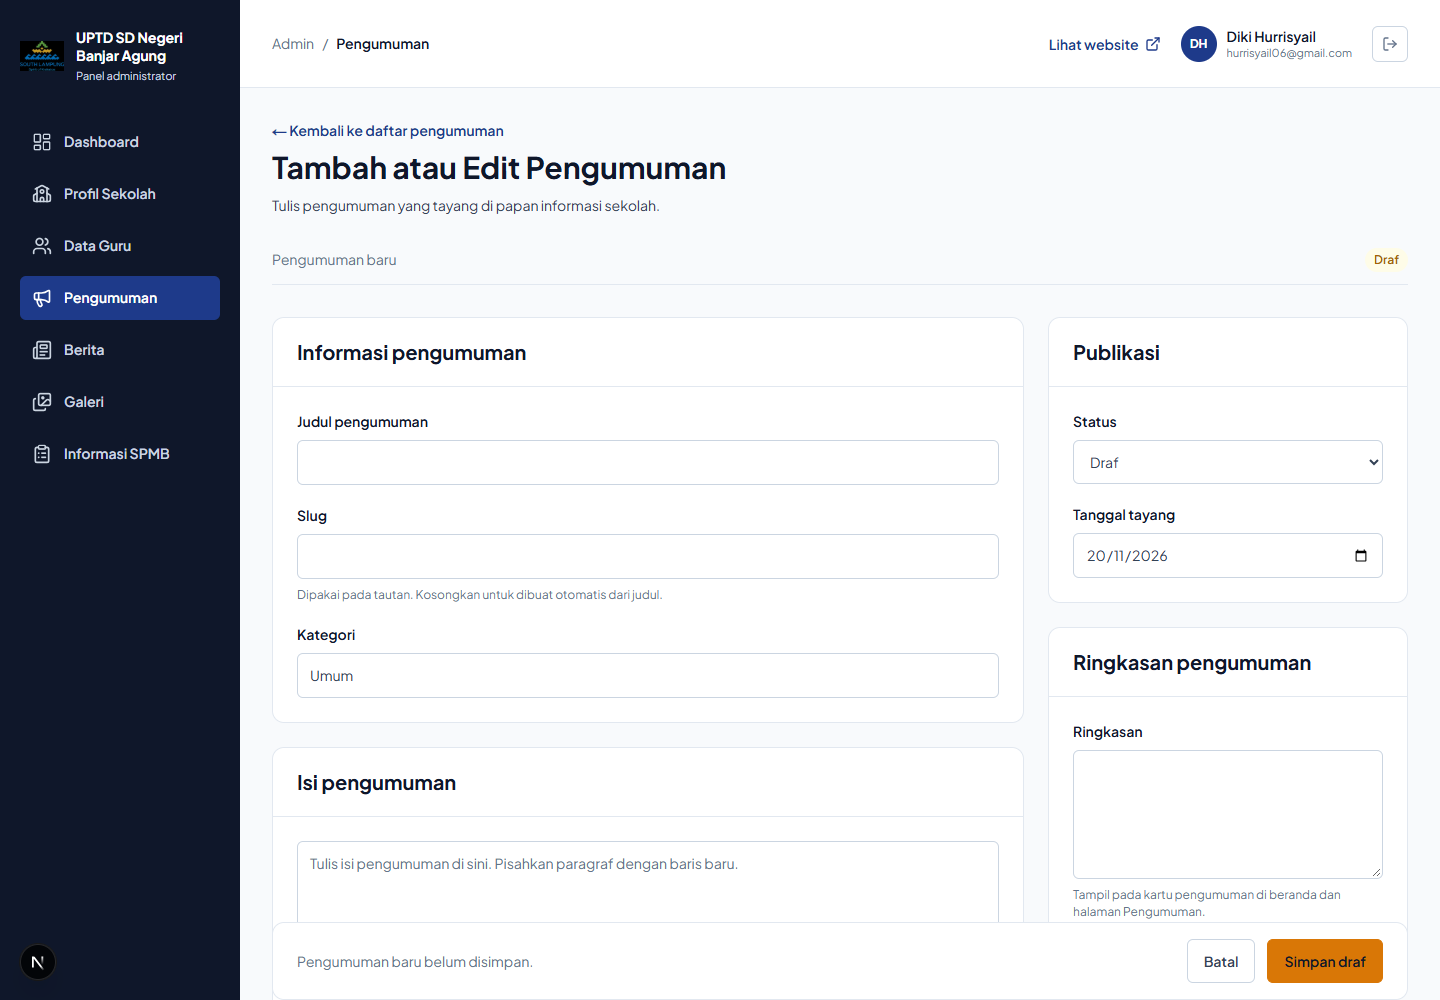 UPTD SD Negeri
Banjar Agung
Panel administrator
Dashboard
Profil Sekolah
Data Guru
Pengumuman
Berita
Galeri
Informasi SPMB
N
Admin / Pengumuman
Lihat website
DH
Diki Hurrisyail
hurrisyail06@gmail.com
← Kembali ke daftar pengumuman
Tambah atau Edit Pengumuman
Tulis pengumuman yang tayang di papan informasi sekolah.
Pengumuman baru
Draf
Informasi pengumuman
Judul pengumuman
Slug
Dipakai pada tautan. Kosongkan untuk dibuat otomatis dari judul.
Kategori
Umum
Isi pengumuman
Tulis isi pengumuman di sini. Pisahkan paragraf dengan baris baru.
Publikasi
Status
Draf
Tanggal tayang
20/11/2026
Ringkasan pengumuman
Ringkasan
Tampil pada kartu pengumuman di beranda dan
halaman Pengumuman.
Pengumuman baru belum disimpan.
Batal
Simpan draf